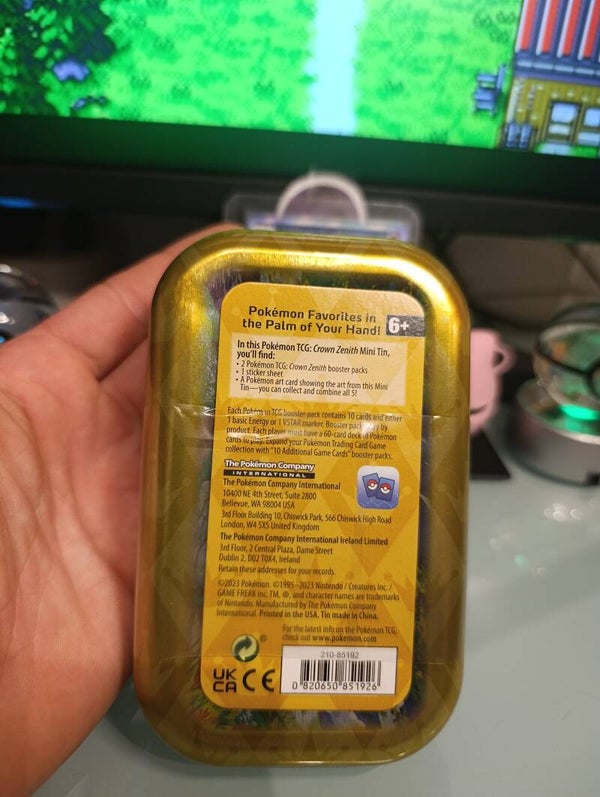 Pokémon Favorites in
the Palm of Your Hand!
6+
In this Pokémon TCG: Crown Zenith Mini Tin,
you'll find:
• 2 Pokémon TCG: Crown Zenith booster packs
• 1 sticker sheet
• A Pokémon art card showing the art from this Mini
Tin—you can collect and combine all 5!
Each Pokémon TCG booster pack contains 10 cards and either
1 basic Energy or 1 VSTAR marker. Booster packs vary by
product. Each player must have a 60-card deck of Pokémon
cards to play. Expand your Pokémon Trading Card Game
collection with "10 Additional Game Cards" booster packs.
The Pokémon Company
INTERNATIONAL
The Pokémon Company International
10400 NE 4th Street, Suite 2800
Bellevue, WA 98004 USA
3rd Floor Building 10, Chiswick Park, 566 Chiswick High Road
London, W4 5XS United Kingdom
The Pokémon Company International Ireland Limited
3rd Floor, 2 Central Plaza, Dame Street
Dublin 2, D02 T0X4, Ireland
Retain these addresses for your records.
©2023 Pokémon. ©1995–2023 Nintendo / Creatures Inc. /
GAME FREAK inc. TM, ®, and character names are trademarks
of Nintendo. Manufactured by The Pokémon Company
International. Printed in the USA. Tin made in China.
For the latest info on the Pokémon TCG,
check out www.pokemon.com
210-85192
UK
CA CE
0 820650 851926